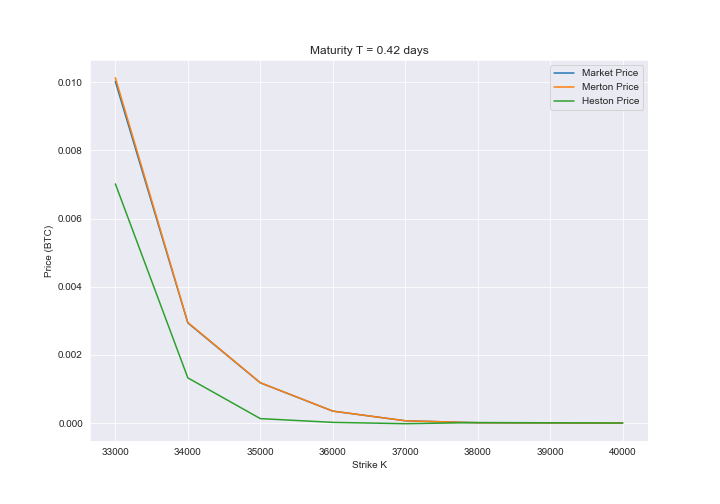 Maturity T = 0.42 days
Market Price
Merton Price
Heston Price
Price (BTC)
0.010
0.008
0.006
0.004
0.002
0.000
33000 34000 35000 36000 37000 38000 39000 40000
Strike K